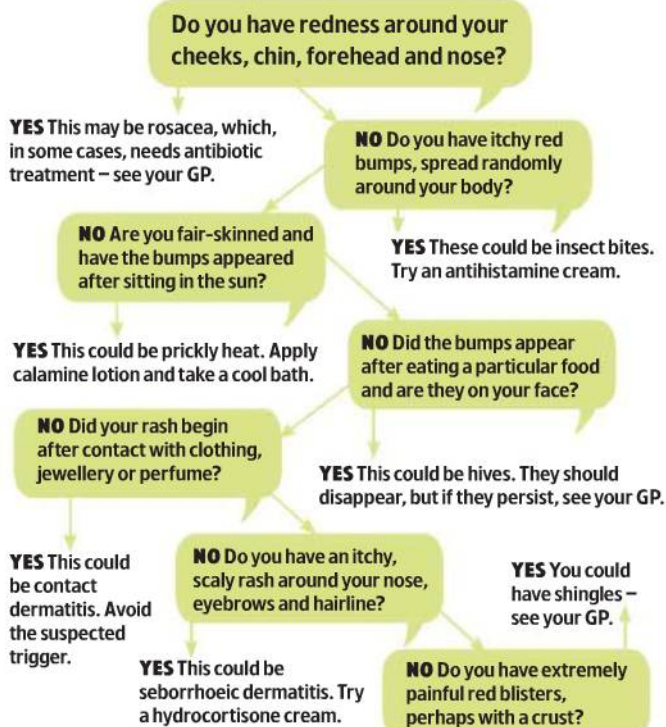 Do you have redness around your
cheeks, chin, forehead and nose?
YES This may be rosacea, which,
in some cases, needs antibiotic
treatment – see your GP.
NO Do you have itchy red
bumps, spread randomly
around your body?
YES These could be insect bites.
Try an antihistamine cream.
NO Are you fair-skinned and
have the bumps appeared
after sitting in the sun?
YES This could be prickly heat. Apply
calamine lotion and take a cool bath.
NO Did the bumps appear
after eating a particular food
and are they on your face?
YES This could be hives. They should
disappear, but if they persist, see your GP.
NO Did your rash begin
after contact with clothing,
jewellery or perfume?
YES This could
be contact
dermatitis. Avoid
the suspected
trigger.
NO Do you have an itchy,
scaly rash around your nose,
eyebrows and hairline?
YES This could be
seborrhoeic dermatitis. Try
a hydrocortisone cream.
NO Do you have extremely
painful red blisters,
perhaps with a crust?
YES You could
have shingles –
see your GP.